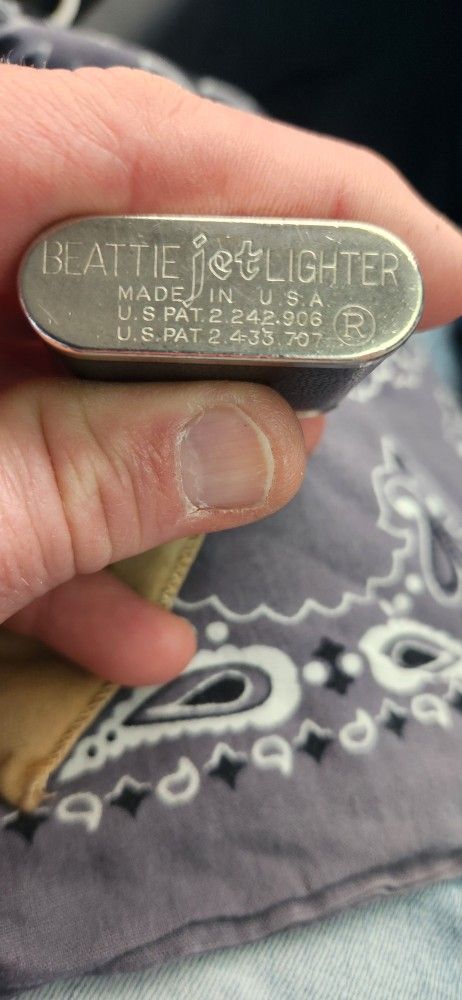 BEATTIE jet LIGHTER
MADE IN U.S.A
U.S.PAT.2.242.906
U.S.PAT 2.433.707 ®